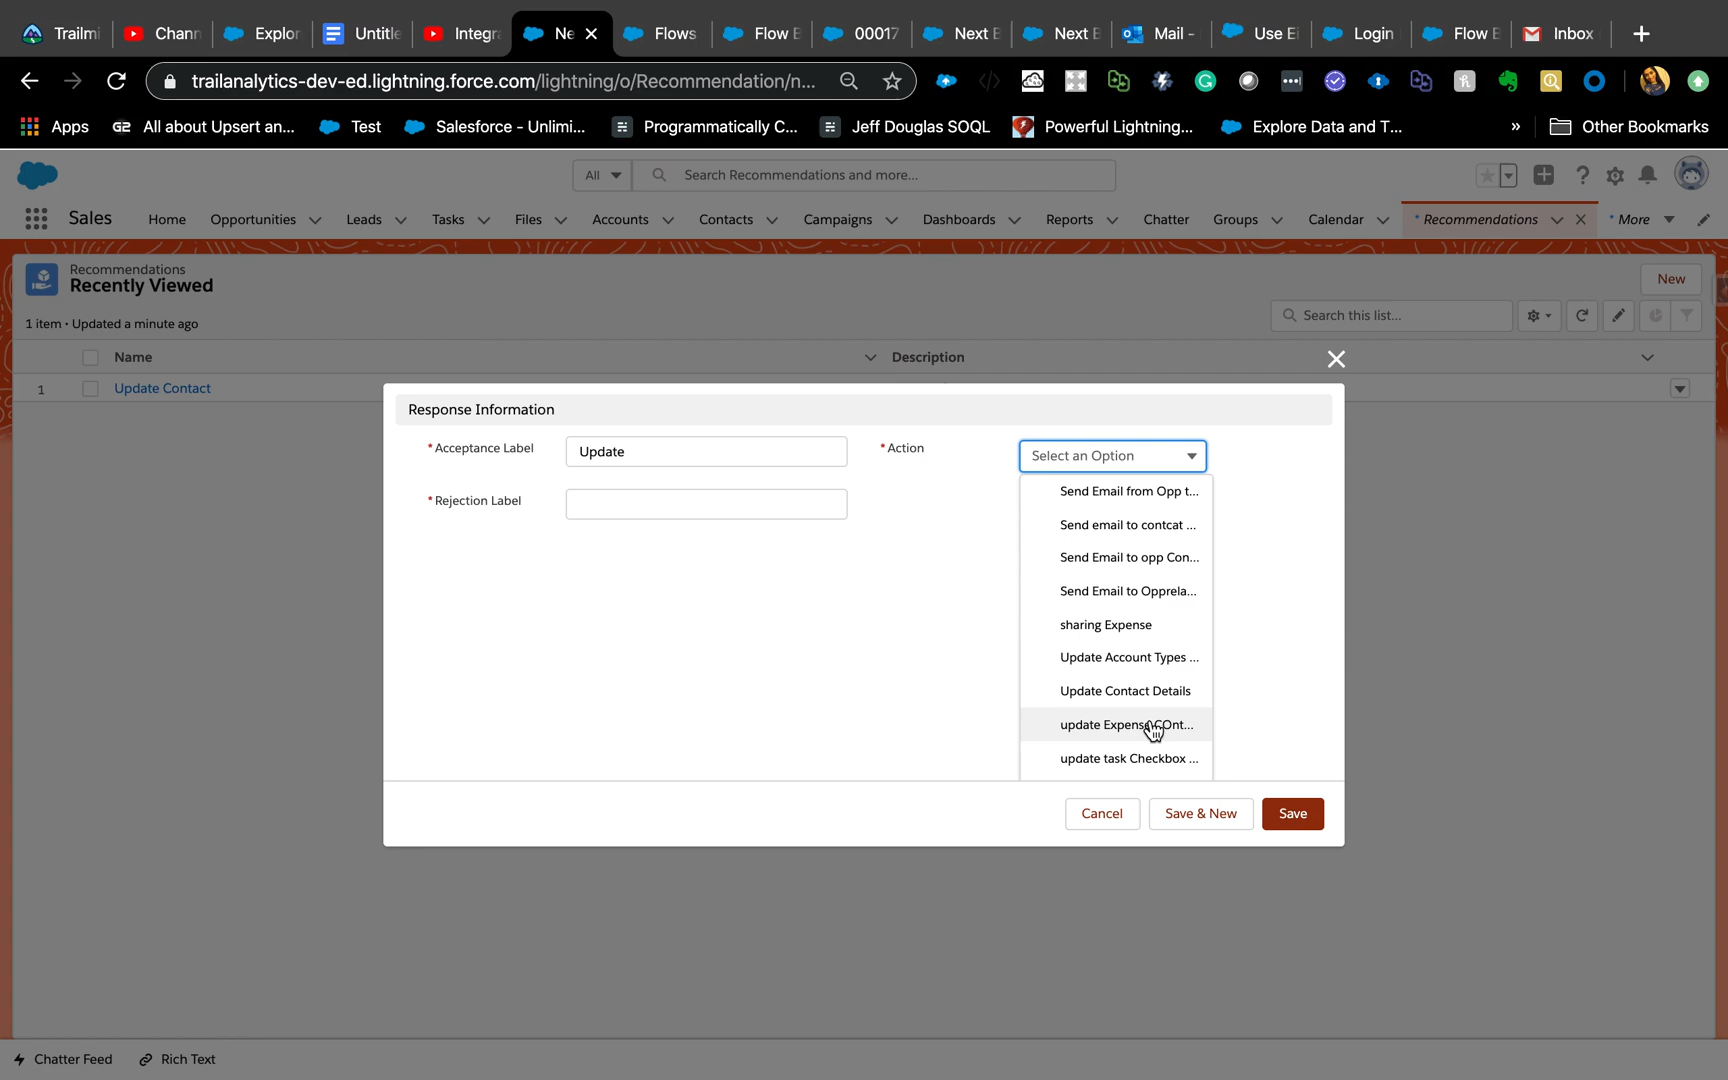 Trailmi
Chann
Explor
Untitle
Integra
Ne
Flows
Flow E
00017
Next E
Next E
Mail -
Use Ei
Login
Flow E
Inbox
trailanalytics-dev-ed.lightning.force.com/lightning/o/Recommendation/n...
Apps
G2 All about Upsert an...
Test
Salesforce - Unlimi...
Programmatically C...
Jeff Douglas SOQL
Powerful Lightning...
Explore Data and T...
»
Other Bookmarks
All
Search Recommendations and more...
Sales
Home
Opportunities
Leads
Tasks
Files
Accounts
Contacts
Campaigns
Dashboards
Reports
Chatter
Groups
Calendar
* Recommendations
* More
Recommendations
Recently Viewed
New
1 item • Updated a minute ago
Search this list...
Name
Description
1
Update Contact
Response Information
*Acceptance Label
Update
*Action
Select an Option
*Rejection Label
Send Email from Opp t...
Send email to contcat ...
Send Email to opp Con...
Send Email to Opprela...
sharing Expense
Update Account Types ...
Update Contact Details
update Expense COnt...
update task Checkbox ...
Cancel
Save & New
Save
Chatter Feed
Rich Text